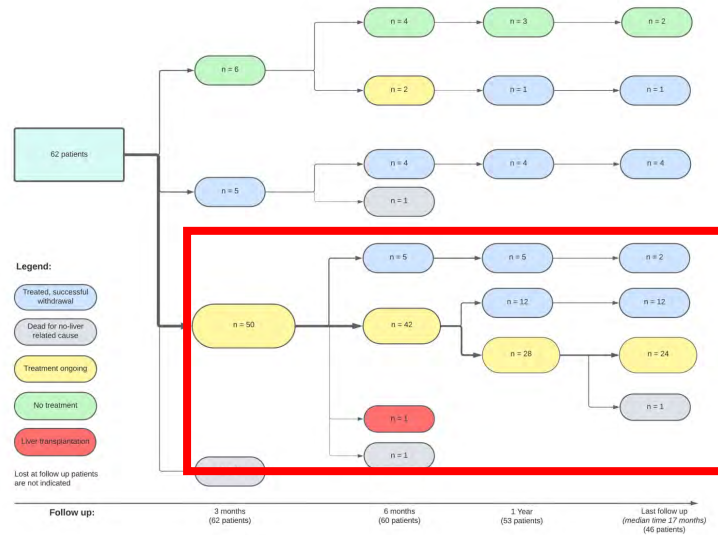 n = 4
n = 3
n = 2
n = 6
n = 2
n = 1
n = 1
62 patients
n = 4
n = 4
n = 4
n = 5
n = 1
n = 5
n = 5
n = 2
Legend:
Treated, successful
withdrawal
n = 12
n = 12
Dead for no-liver
related cause
n = 50
n = 42
n = 28
n = 24
Treatment ongoing
No treatment
n = 1
n = 1
Liver transplantation
n = 1
Lost at follow up patients
are not indicated
Follow up:
3 months
(62 patients)
6 months
(60 patients)
1 Year
(53 patients)
Last follow up
(median time 17 months)
(46 patients)